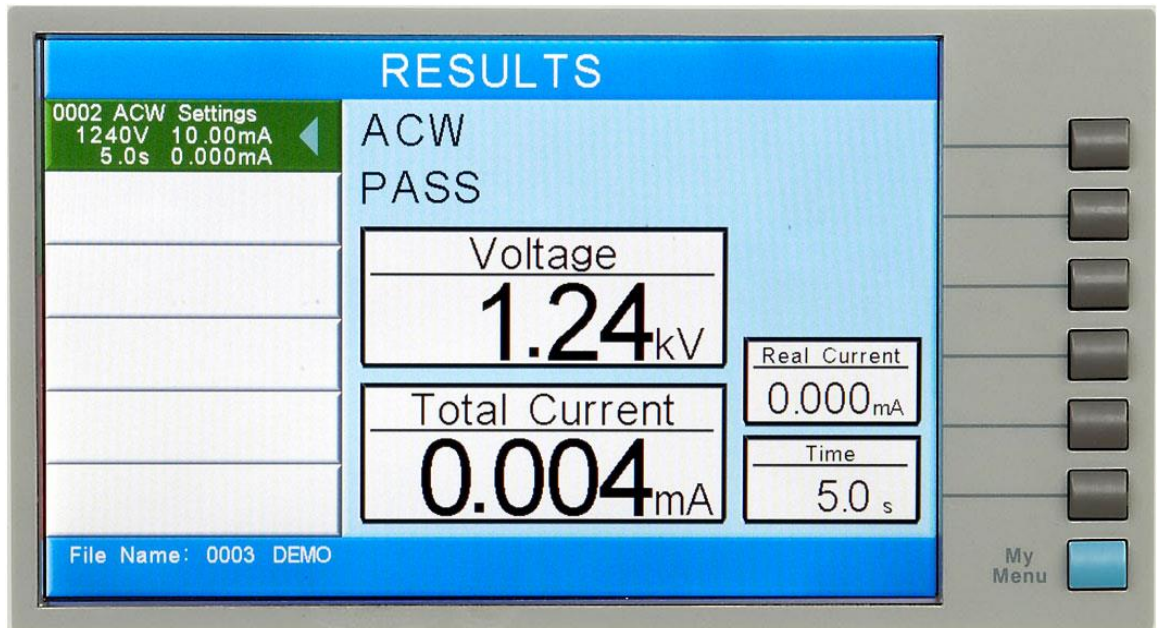 RESULTS
0002 ACW Settings
1240V 10.00mA
5.0s 0.000mA
ACW
PASS
Voltage
1.24kV
Total Current
0.004mA
Real Current
0.000mA
Time
5.0 s
File Name: 0003 DEMO
My
Menu